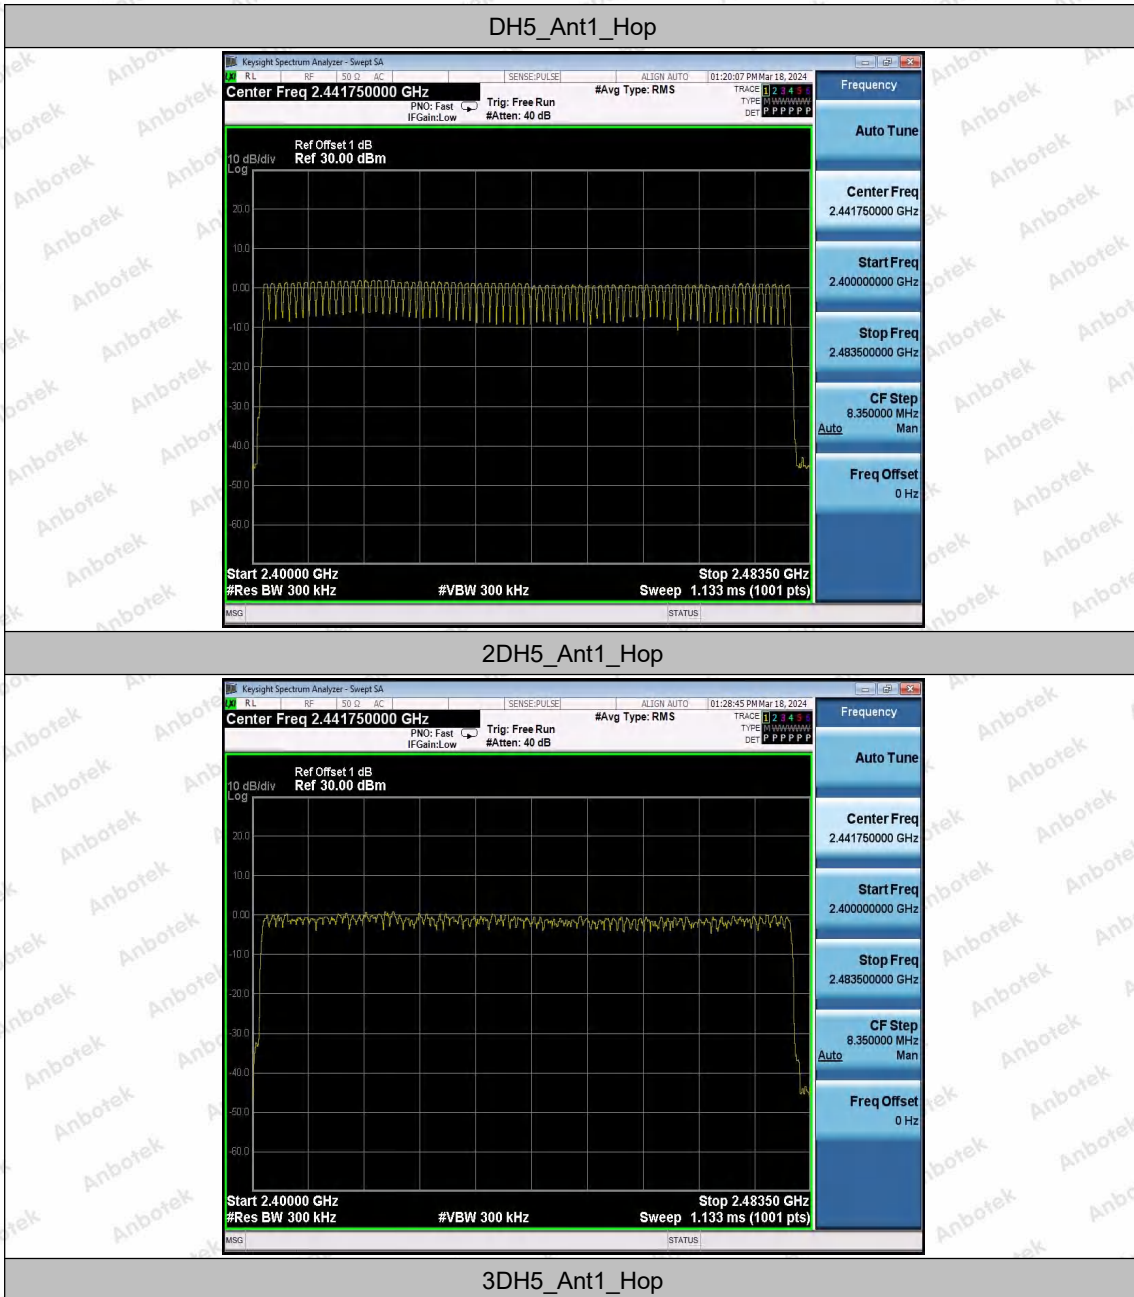 DH5_Ant1_Hop
Keysight Spectrum Analyzer - Swept SA
LXI RL RF 50 Ω AC SENSE:PULSE ALIGN AUTO 01:20:07 PM Mar 18, 2024
Center Freq 2.441750000 GHz #Avg Type: RMS TRACE 1 2 3 4 5 6
PNO: Fast Trig: Free Run TYPE M WWWWW
IFGain:Low #Atten: 40 dB DET P P P P P P
Ref Offset 1 dB
10 dB/div Ref 30.00 dBm
Log
20.0
10.0
0.00
-10.0
-20.0
-30.0
-40.0
-50.0
-60.0
Start 2.40000 GHz Stop 2.48350 GHz
#Res BW 300 kHz #VBW 300 kHz Sweep 1.133 ms (1001 pts)
MSG STATUS
Frequency
Auto Tune
Center Freq
2.441750000 GHz
Start Freq
2.400000000 GHz
Stop Freq
2.483500000 GHz
CF Step
8.350000 MHz
Auto Man
Freq Offset
0 Hz
2DH5_Ant1_Hop
Keysight Spectrum Analyzer - Swept SA
LXI RL RF 50 Ω AC SENSE:PULSE ALIGN AUTO 01:28:45 PM Mar 18, 2024
Center Freq 2.441750000 GHz #Avg Type: RMS TRACE 1 2 3 4 5 6
PNO: Fast Trig: Free Run TYPE M WWWWW
IFGain:Low #Atten: 40 dB DET P P P P P P
Ref Offset 1 dB
10 dB/div Ref 30.00 dBm
Log
20.0
10.0
0.00
-10.0
-20.0
-30.0
-40.0
-50.0
-60.0
Start 2.40000 GHz Stop 2.48350 GHz
#Res BW 300 kHz #VBW 300 kHz Sweep 1.133 ms (1001 pts)
MSG STATUS
Frequency
Auto Tune
Center Freq
2.441750000 GHz
Start Freq
2.400000000 GHz
Stop Freq
2.483500000 GHz
CF Step
8.350000 MHz
Auto Man
Freq Offset
0 Hz
3DH5_Ant1_Hop
Anbotek